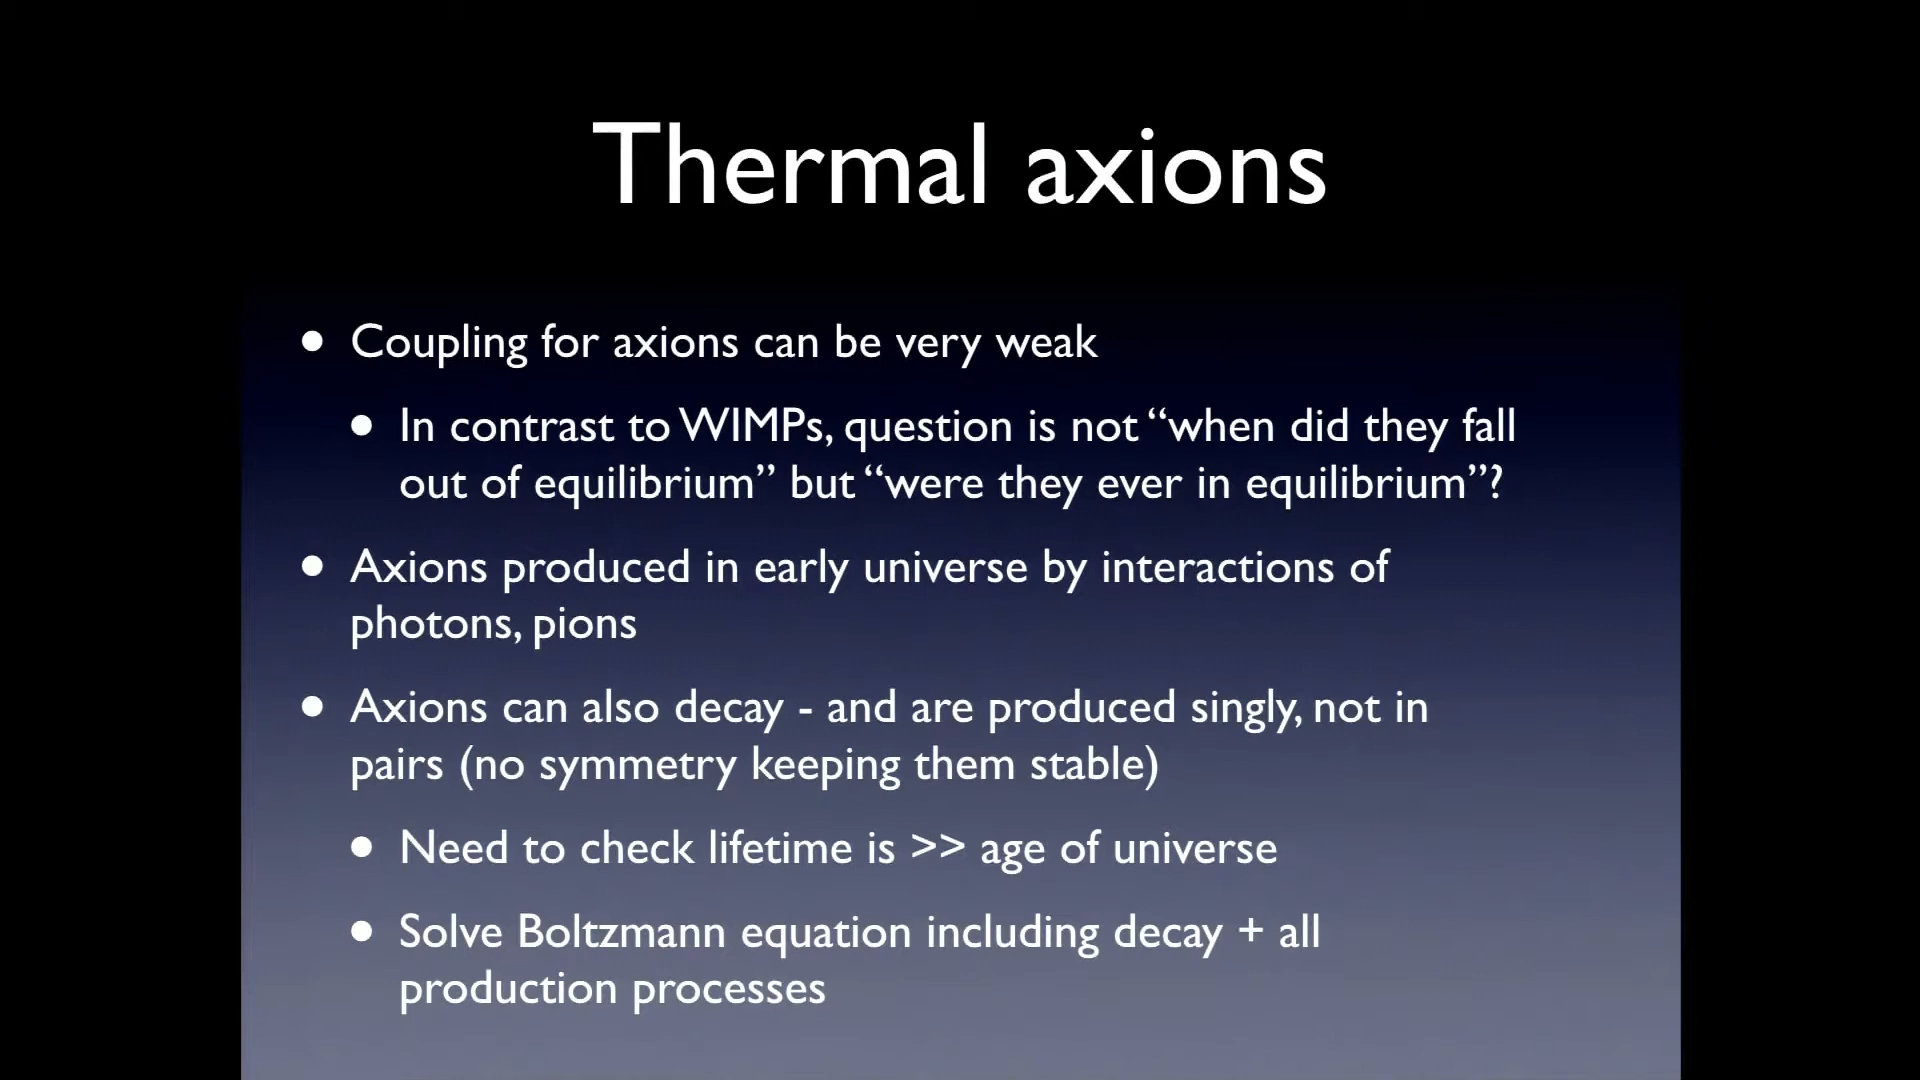 Thermal axions
• Coupling for axions can be very weak
• In contrast to WIMPs, question is not “when did they fall
out of equilibrium” but “were they ever in equilibrium”?
• Axions produced in early universe by interactions of
photons, pions
• Axions can also decay - and are produced singly, not in
pairs (no symmetry keeping them stable)
• Need to check lifetime is >> age of universe
• Solve Boltzmann equation including decay + all
production processes